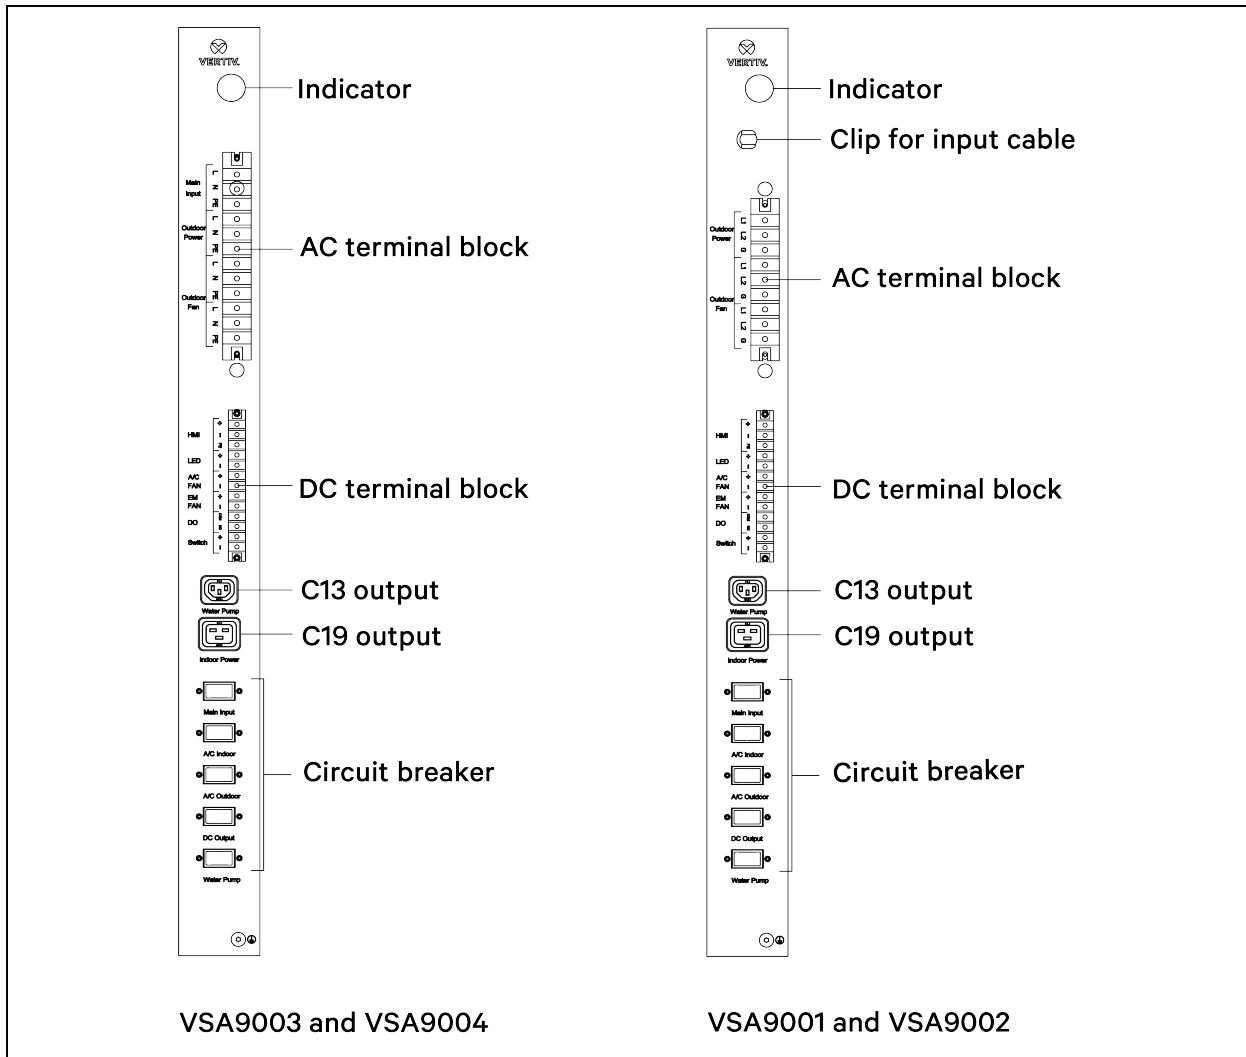 VERTIV.
Indicator
Main
Input
L
N
PE
Outdoor
Power
L
N
PE
AC terminal block
L
N
PE
Outdoor
Fan
L
N
PE
HMI
+
-
PE
LED
+
-
A/C
FAN
+
-
DC terminal block
EM
FAN
+
-
DO
Switch
+
-
C13 output
Water Pump
C19 output
Indoor Power
Main Input
A/C Indoor
Circuit breaker
A/C Outdoor
DC Output
Water Pump
VSA9003 and VSA9004
VERTIV.
Indicator
Clip for input cable
Outdoor
Power
L1
L2
G
L1
L2
G
AC terminal block
Outdoor
Fan
L1
L2
G
HMI
+
-
PE
LED
+
-
A/C
FAN
+
-
DC terminal block
EM
FAN
+
-
DO
Switch
+
-
C13 output
Water Pump
C19 output
Indoor Power
Main Input
A/C Indoor
Circuit breaker
A/C Outdoor
DC Output
Water Pump
VSA9001 and VSA9002